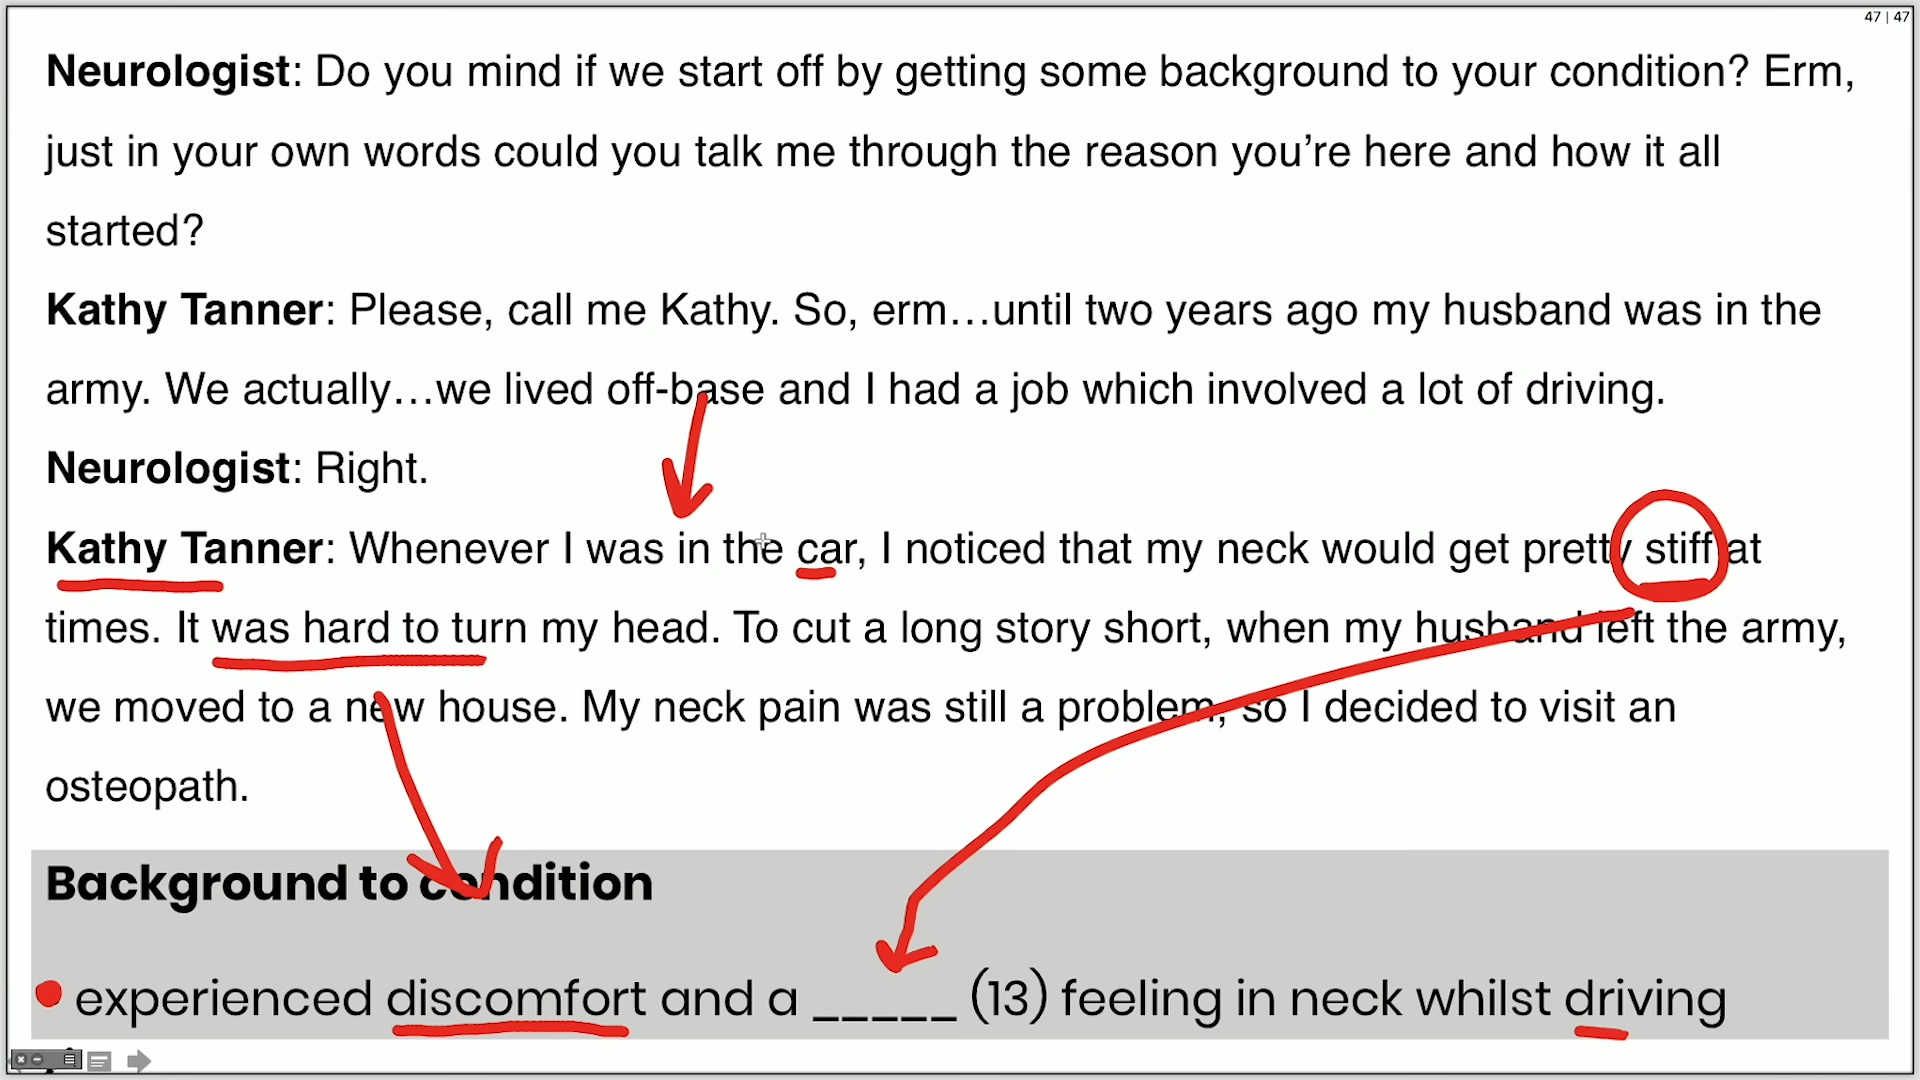 47 | 47
Neurologist: Do you mind if we start off by getting some background to your condition? Erm,
just in your own words could you talk me through the reason you’re here and how it all
started?
Kathy Tanner: Please, call me Kathy. So, erm…until two years ago my husband was in the
army. We actually…we lived off-base and I had a job which involved a lot of driving.
Neurologist: Right.
Kathy Tanner: Whenever I was in the car, I noticed that my neck would get pretty stiff at
times. It was hard to turn my head. To cut a long story short, when my husband left the army,
we moved to a new house. My neck pain was still a problem, so I decided to visit an
osteopath.
Background to condition
experienced discomfort and a _____ (13) feeling in neck whilst driving